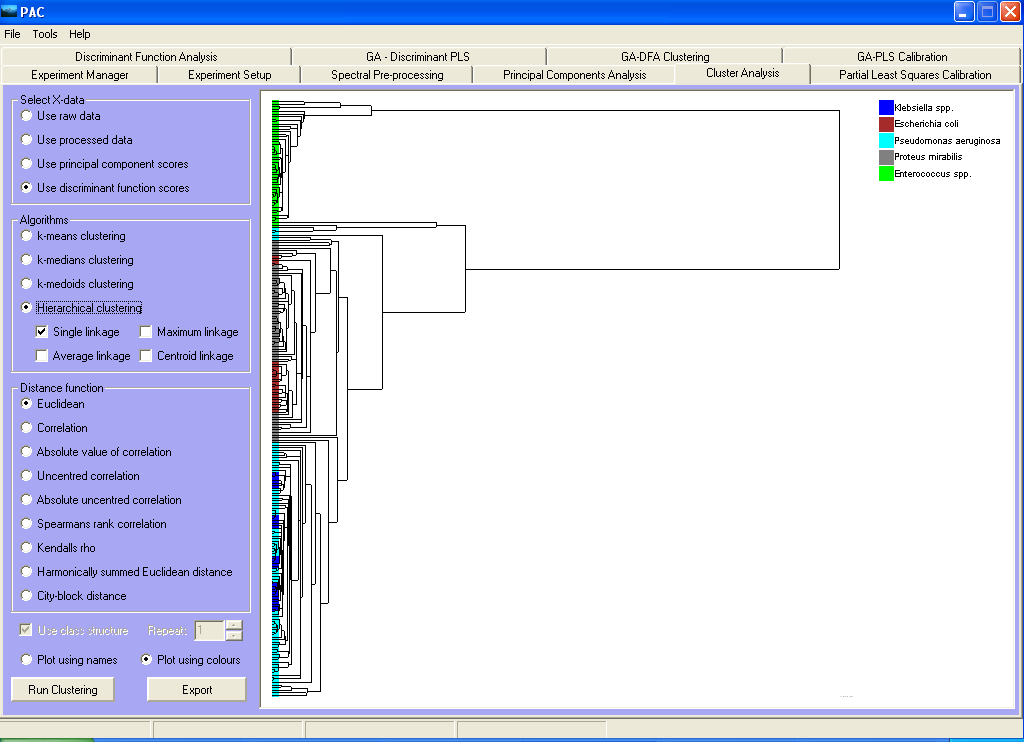 PAC
File Tools Help
Discriminant Function Analysis GA - Discriminant PLS GA-DFA Clustering GA-PLS Calibration
Experiment Manager Experiment Setup Spectral Pre-processing Principal Components Analysis Cluster Analysis Partial Least Squares Calibration
Select X-data
Use raw data
Use processed data
Use principal component scores
Use discriminant function scores
Algorithms
k-means clustering
k-medians clustering
k-medoids clustering
Hierarchical clustering
Single linkage Maximum linkage
Average linkage Centroid linkage
Distance function
Euclidean
Correlation
Absolute value of correlation
Uncentred correlation
Absolute uncentred correlation
Spearmans rank correlation
Kendalls rho
Harmonically summed Euclidean distance
City-block distance
Use class structure Repeat: 1
Plot using names Plot using colours
Run Clustering Export
Klebsiella spp.
Escherichia coli
Pseudomonas aeruginosa
Proteus mirabilis
Enterococcus spp.